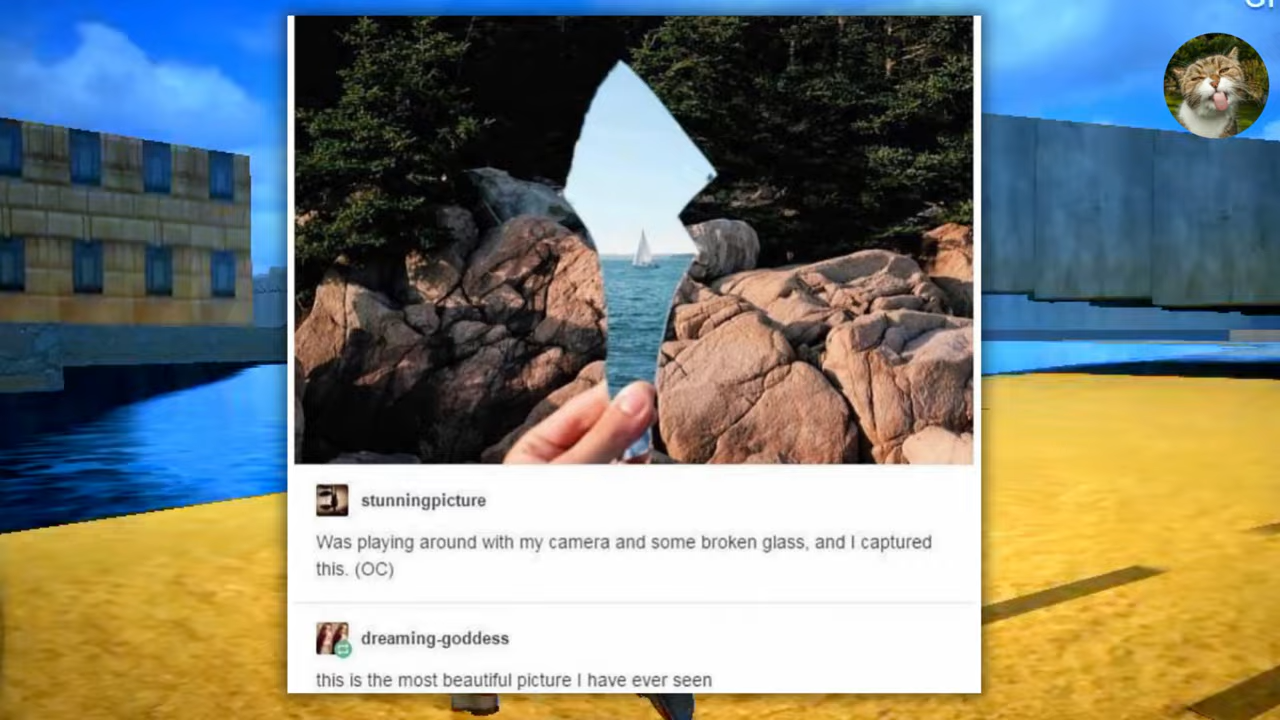 stunningpicture
Was playing around with my camera and some broken glass, and I captured
this. (OC)
dreaming-goddess
this is the most beautiful picture I have ever seen